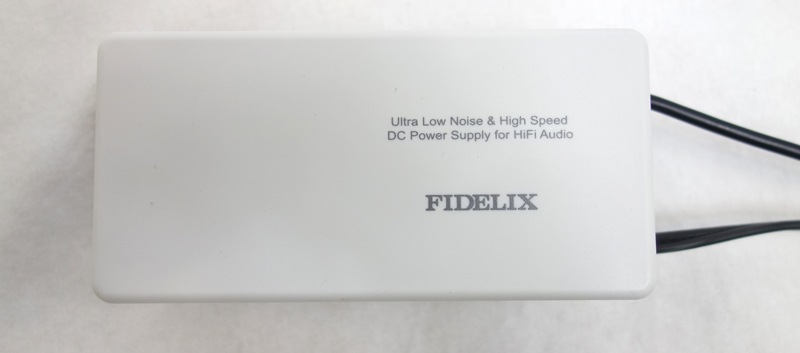 Ultra Low Noise & High Speed
DC Power Supply for HiFi Audio
FIDELIX